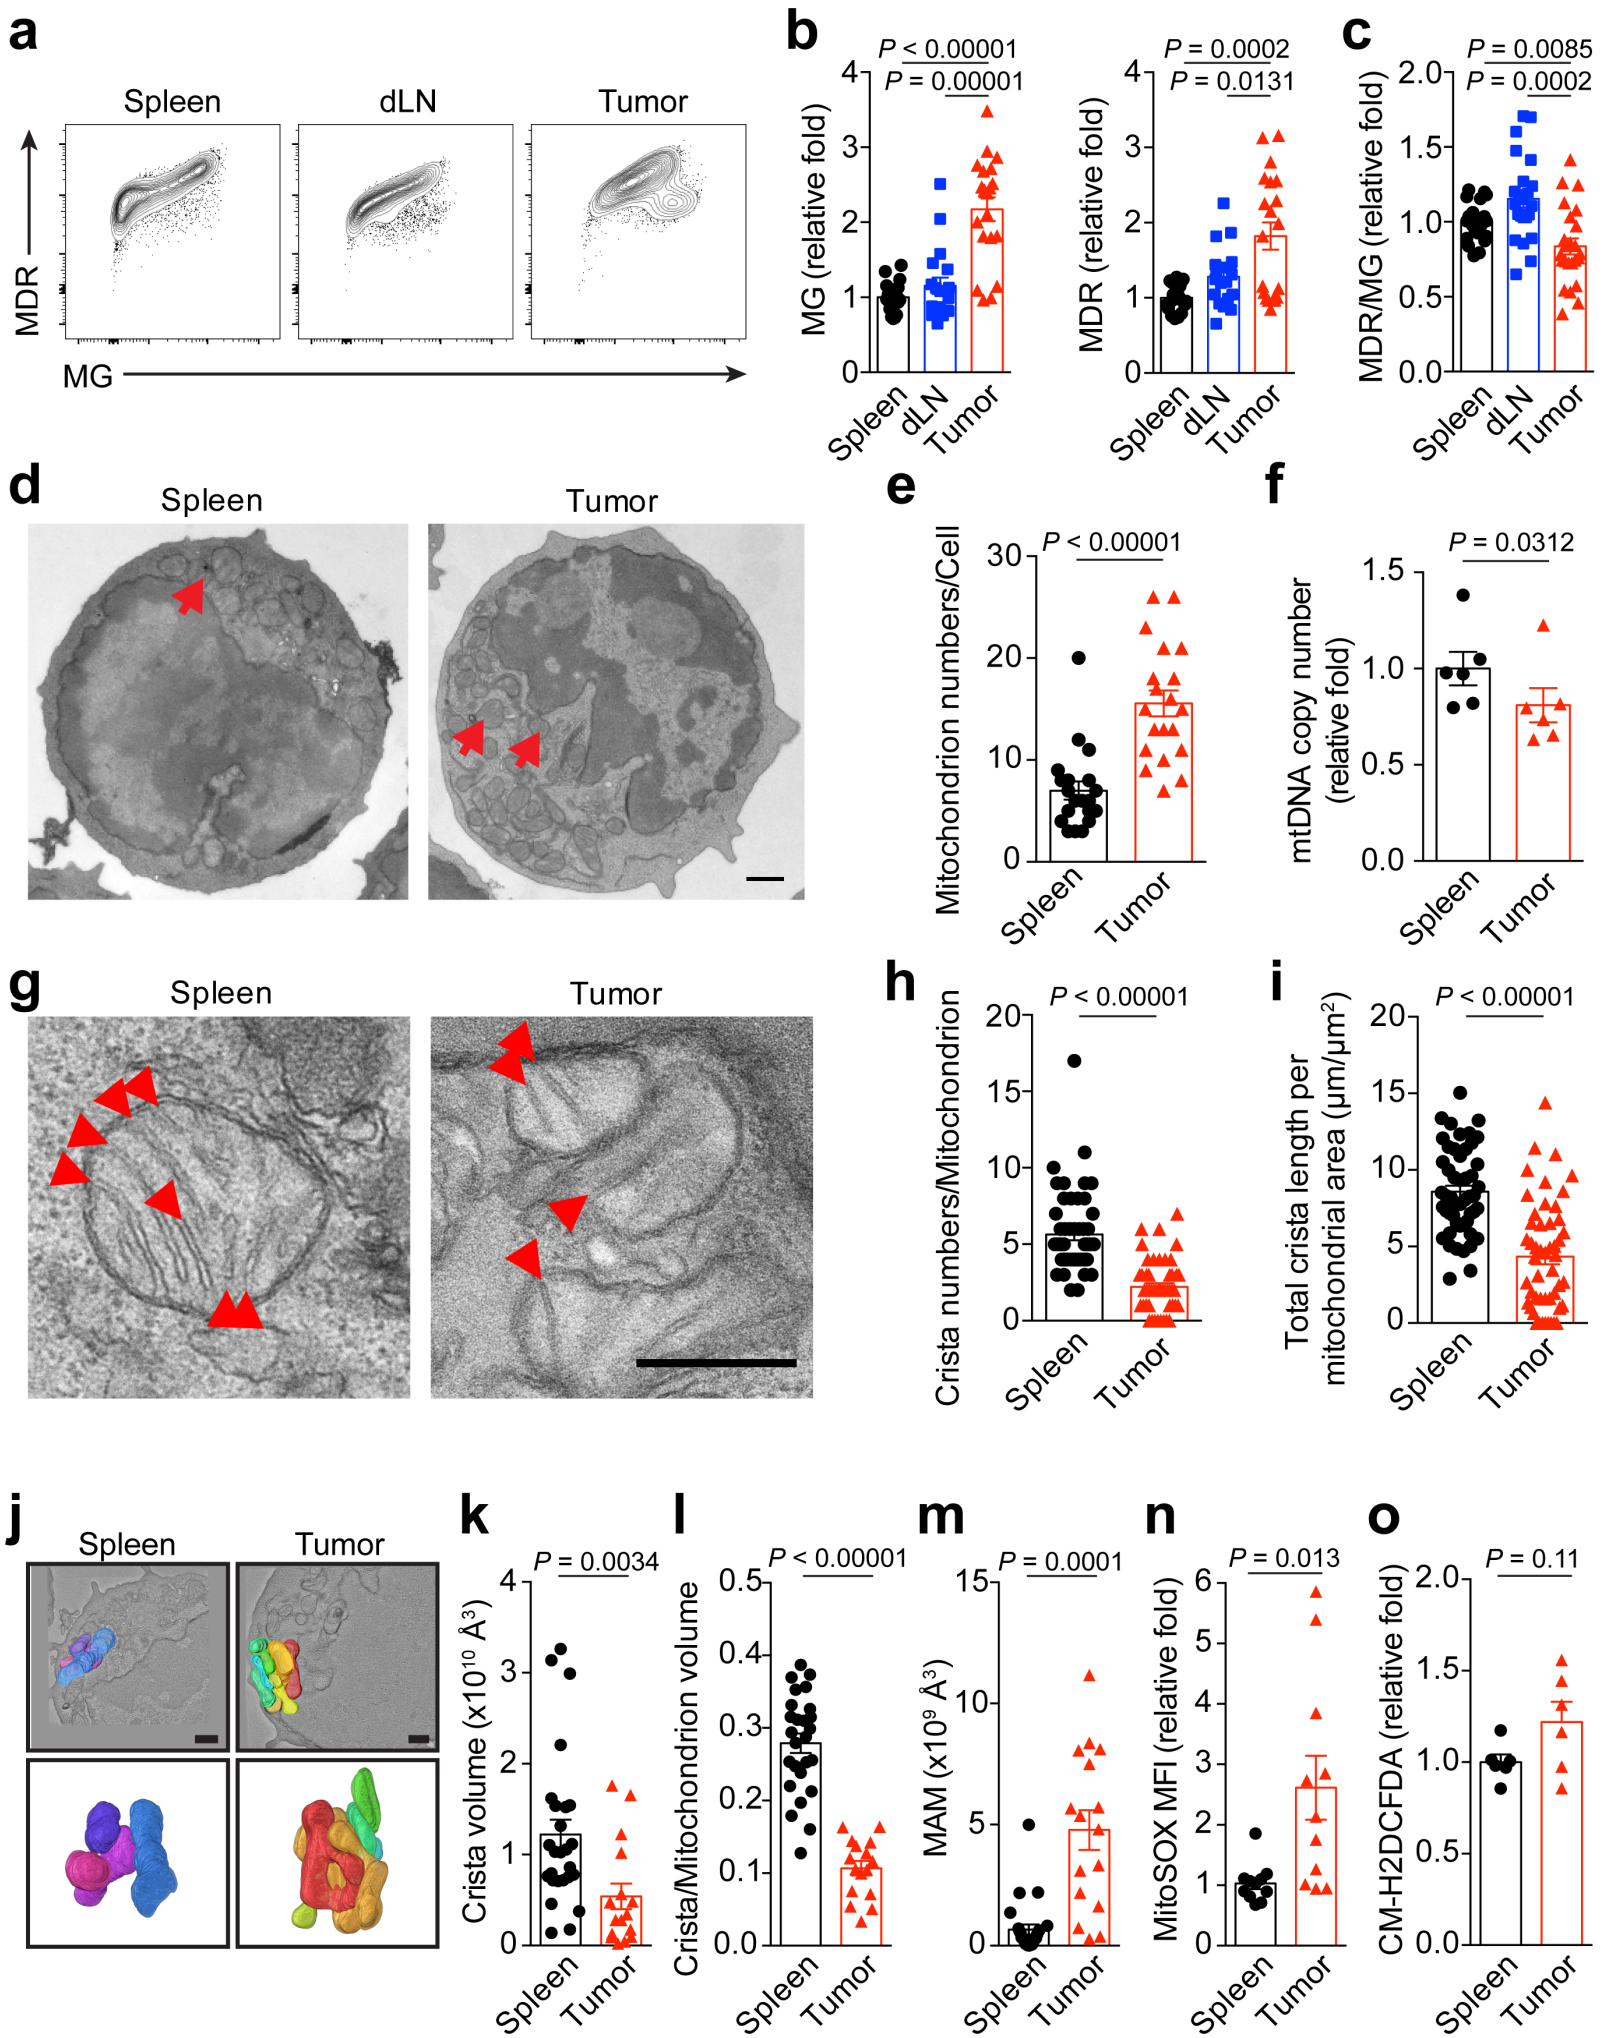 a
Spleen
dLN
Tumor
MDR
MG
b
P < 0.00001
P = 0.00001
MG (relative fold)
4
3
2
1
0
Spleen
dLN
Tumor
P = 0.0002
P = 0.0131
MDR (relative fold)
4
3
2
1
0
Spleen
dLN
Tumor
c
P = 0.0085
P = 0.0002
MDR/MG (relative fold)
2.0
1.5
1.0
0.5
0.0
Spleen
dLN
Tumor
d
Spleen
Tumor
e
P < 0.00001
Mitochondrion numbers/Cell
30
20
10
0
Spleen
Tumor
f
P = 0.0312
mtDNA copy number
(relative fold)
1.5
1.0
0.5
0.0
Spleen
Tumor
g
Spleen
Tumor
h
P < 0.00001
Crista numbers/Mitochondrion
20
15
10
5
0
Spleen
Tumor
i
P < 0.00001
Total crista length per
mitochondrial area (μm/μm²)
20
15
10
5
0
Spleen
Tumor
j
Spleen
Tumor
k
P = 0.0034
Crista volume (x10¹⁰ Å³)
4
3
2
1
0
Spleen
Tumor
l
P < 0.00001
Crista/Mitochondrion volume
0.5
0.4
0.3
0.2
0.1
0.0
Spleen
Tumor
m
P = 0.0001
MAM (x10⁹ Å³)
15
10
5
0
Spleen
Tumor
n
P = 0.013
MitoSOX MFI (relative fold)
6
5
4
3
2
1
0
Spleen
Tumor
o
P = 0.11
CM-H2DCFDA (relative fold)
2.0
1.5
1.0
0.5
0.0
Spleen
Tumor